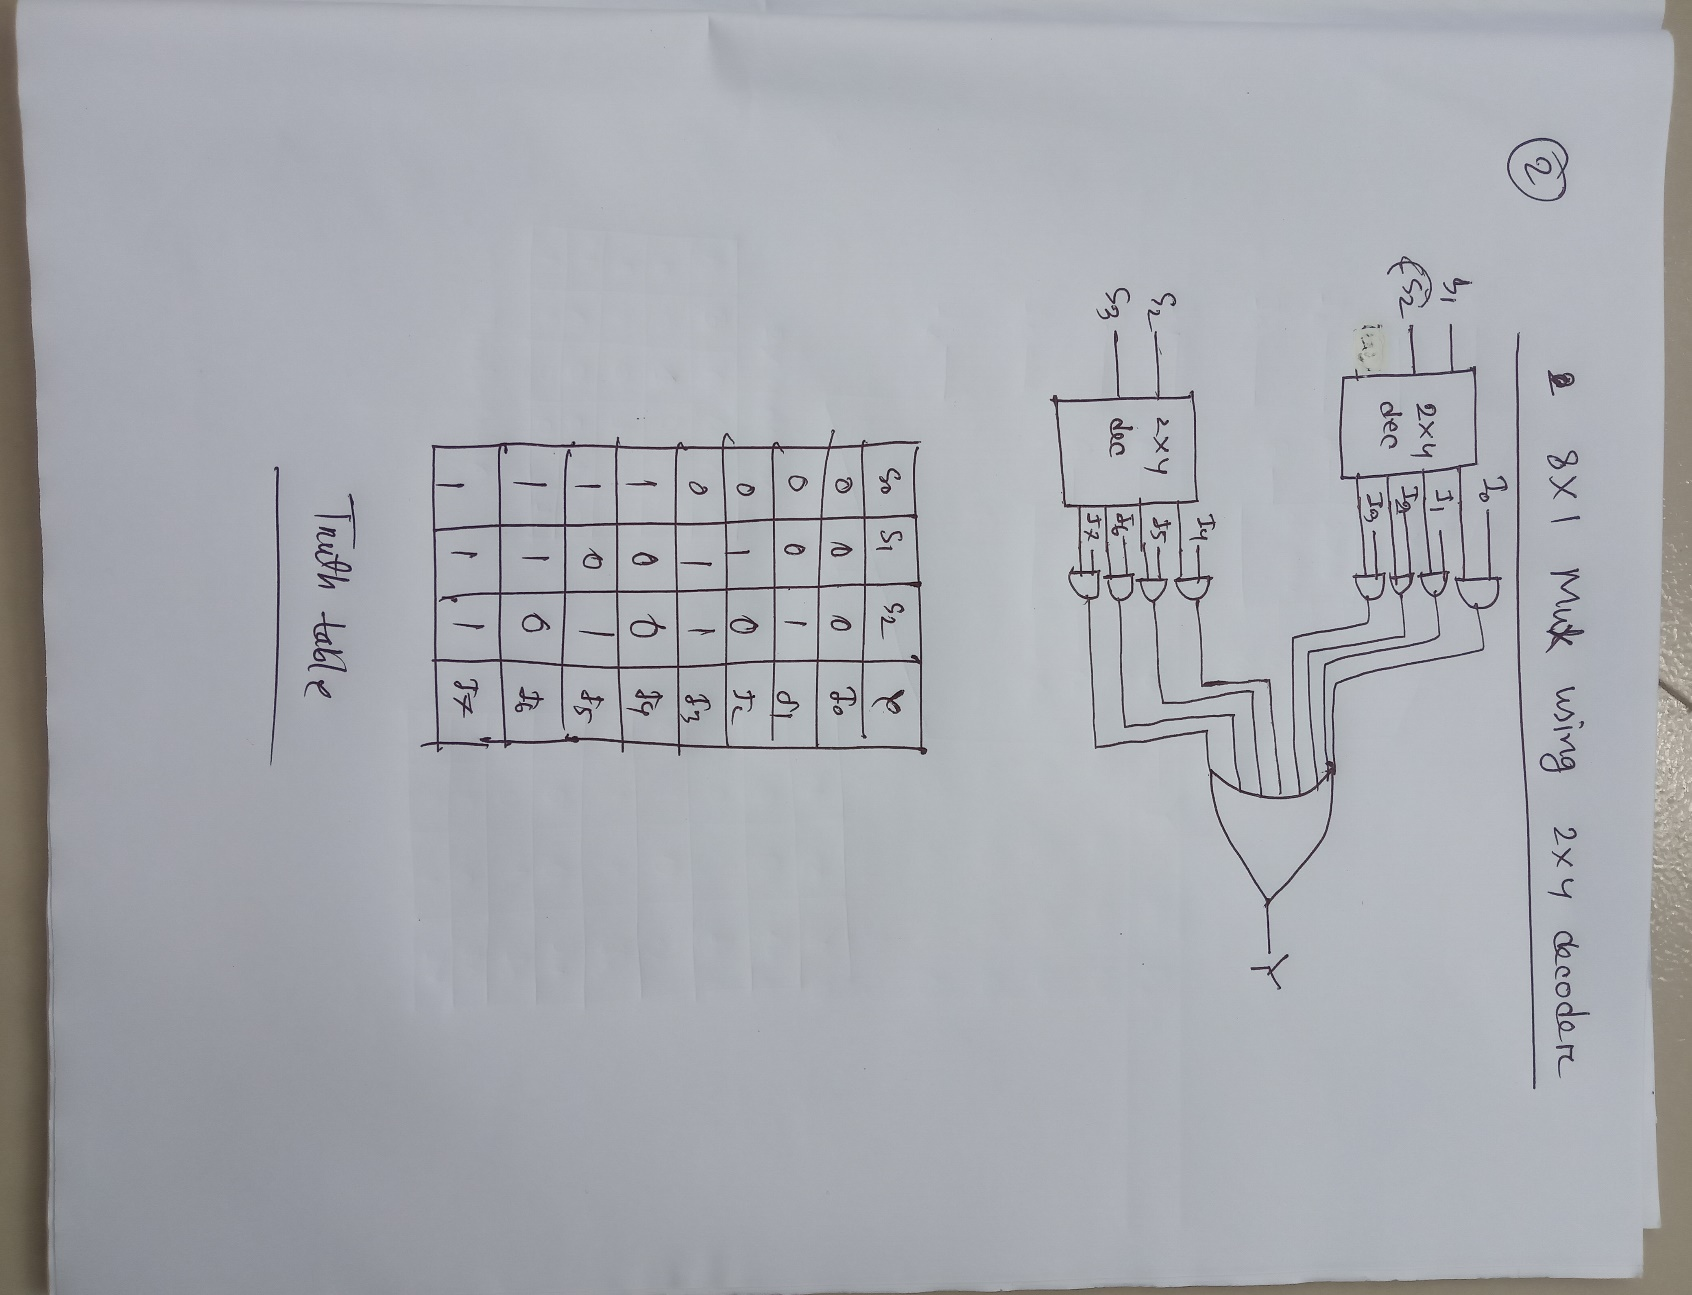 2
8X1 Mux using 2x4 decoder
I0
S1
S2
2x4
dec
I1
I2
I3
S2
S3
2x4
dec
I4
I5
I6
I7
Y
S0 S1 S2 Y
0 0 0 I0
0 0 1 I1
0 1 0 I2
0 1 1 I3
1 0 0 I4
1 0 1 I5
1 1 0 I6
1 1 1 I7
Truth table